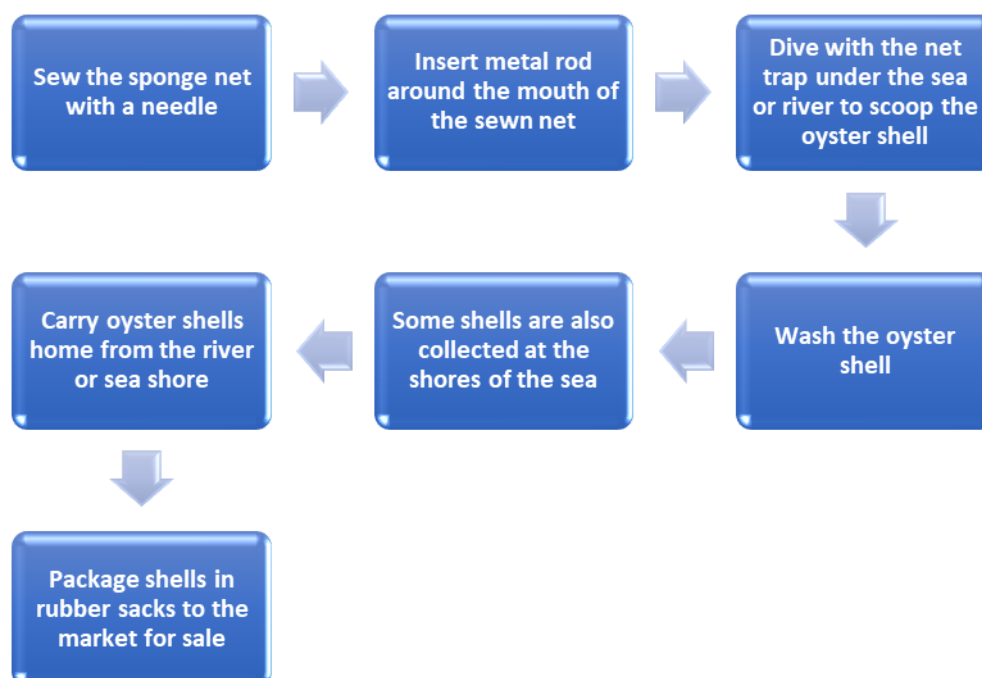 Sew the sponge net
with a needle
Insert metal rod
around the mouth of
the sewn net
Dive with the net
trap under the sea
or river to scoop the
oyster shell
Wash the oyster
shell
Some shells are also
collected at the
shores of the sea
Carry oyster shells
home from the river
or sea shore
Package shells in
rubber sacks to the
market for sale